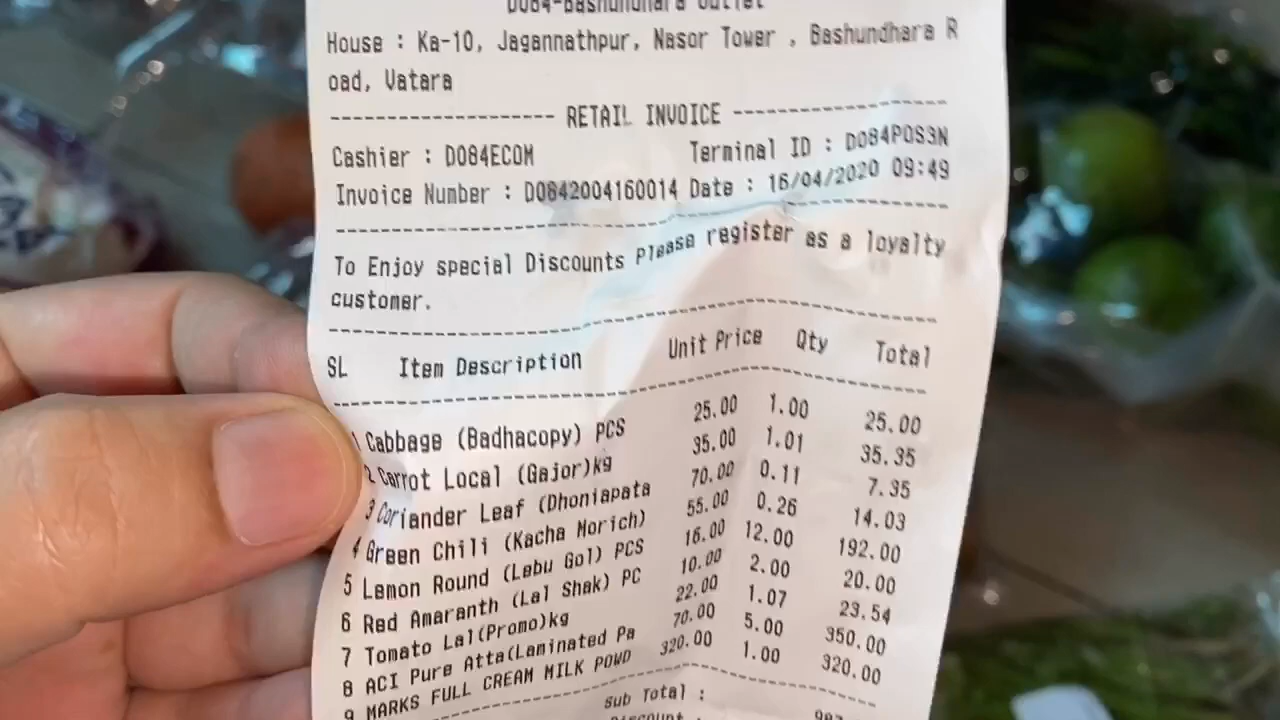 D084-Bashundhara Outlet
House : Ka-10, Jagannathpur, Nasor Tower , Bashundhara R
oad, Vatara
------------------- RETAIL INVOICE -------------------
Cashier : D084ECOM Terminal ID : D084POS3N
Invoice Number : D0842004160014 Date : 16/04/2020 09:49
To Enjoy special Discounts Please register as a loyalty
customer.
SL Item Description Unit Price Qty Total
1 Cabbage (Badhacopy) PCS 25.00 1.00 25.00
2 Carrot Local (Gajor)kg 35.00 1.01 35.35
3 Coriander Leaf (Dhoniapata 70.00 0.11 7.35
4 Green Chili (Kacha Morich) 55.00 0.26 14.03
5 Lemon Round (Lebu Gol) PCS 16.00 12.00 192.00
6 Red Amaranth (Lal Shak) PC 10.00 2.00 20.00
7 Tomato Lal(Promo)kg 22.00 1.07 23.54
8 ACI Pure Atta(Laminated Pa 70.00 5.00 350.00
9 MARKS FULL CREAM MILK POWD 320.00 1.00 320.00
Sub Total :
Discount